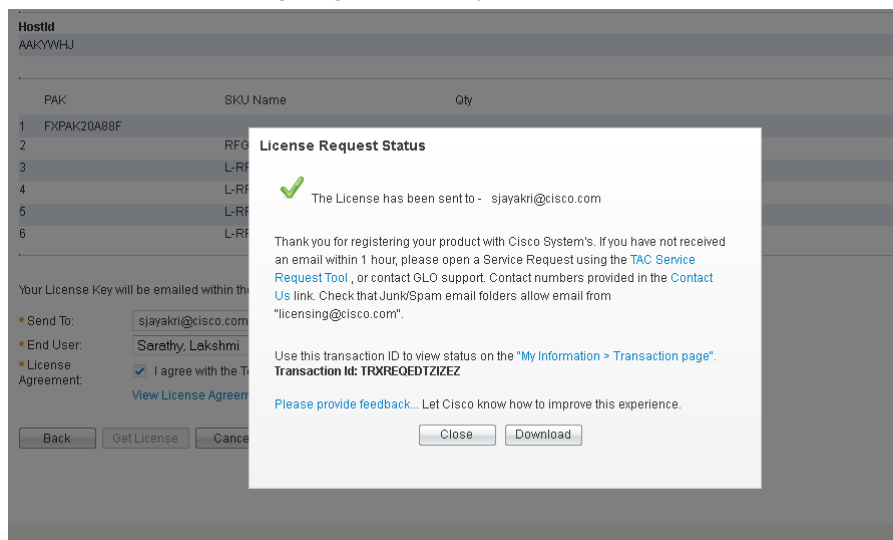 HostId
AAKYWHJ
PAK SKU Name Qty
1 FXPAK20A88F
2 RFG
3 L-RF
4 L-RF
5 L-RF
6 L-RF
License Request Status
The License has been sent to - sjayakri@cisco.com
Thank you for registering your product with Cisco System's. If you have not received
an email within 1 hour, please open a Service Request using the TAC Service
Request Tool , or contact GLO support. Contact numbers provided in the Contact
Us link. Check that Junk/Spam email folders allow email from
"licensing@cisco.com".
Use this transaction ID to view status on the "My Information > Transaction page".
Transaction Id: TRXREQEDTZIZEZ
Please provide feedback... Let Cisco know how to improve this experience.
Close Download
Your License Key will be emailed within th
* Send To: sjayakri@cisco.com
* End User: Sarathy, Lakshmi
* License
Agreement: I agree with the T
View License Agreem
Back Get License Cance